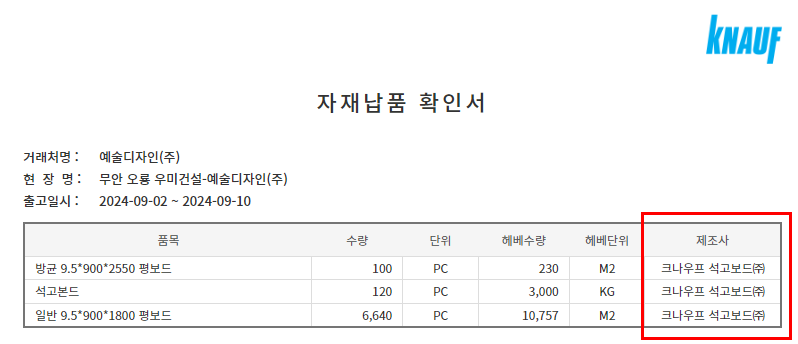 KNAUF
자재납품 확인서
거래처명 : 예술디자인(주)
현 장 명 : 무안 오룡 우미건설-예술디자인(주)
출고일시 : 2024-09-02 ~ 2024-09-10
품목 수량 단위 헤베수량 헤베단위 제조사
방균 9.5*900*2550 평보드 100 PC 230 M2 크나우프 석고보드㈜
석고본드 120 PC 3,000 KG 크나우프 석고보드㈜
일반 9.5*900*1800 평보드 6,640 PC 10,757 M2 크나우프 석고보드㈜